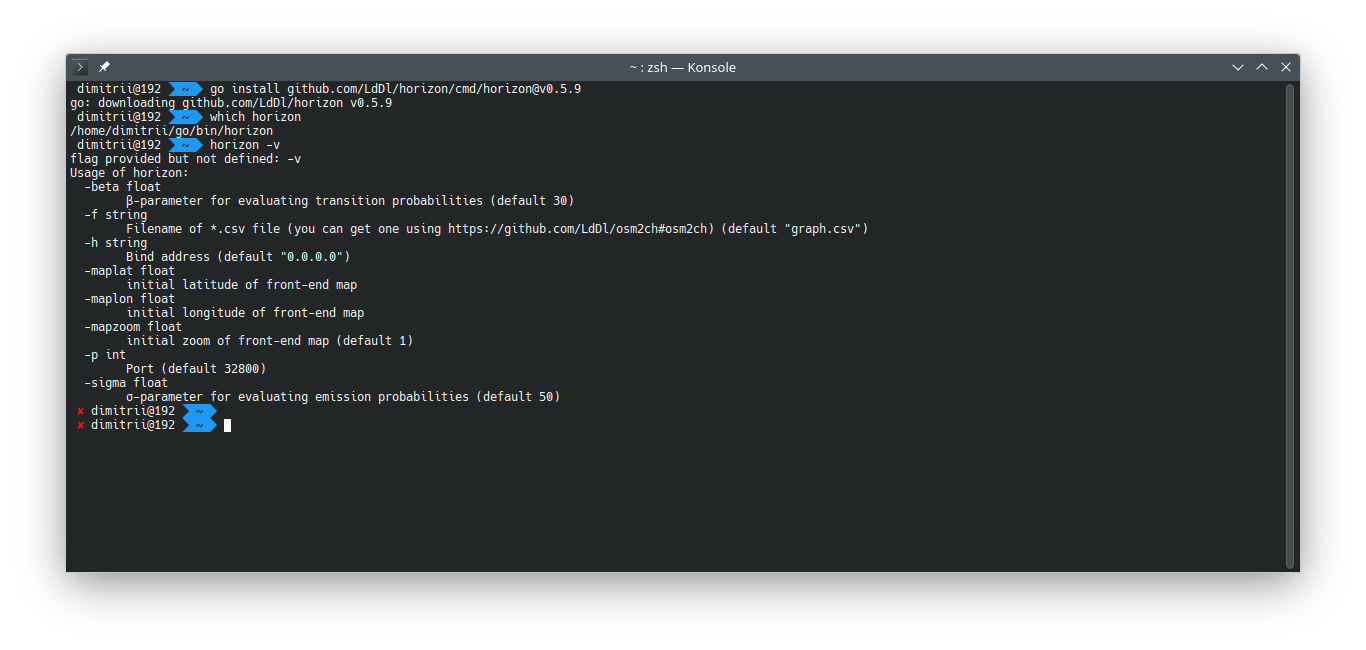 ~ : zsh — Konsole
dimitrii@192 ~ go install github.com/LdDl/horizon/cmd/horizon@v0.5.9
go: downloading github.com/LdDl/horizon v0.5.9
dimitrii@192 ~ which horizon
/home/dimitrii/go/bin/horizon
dimitrii@192 ~ horizon -v
flag provided but not defined: -v
Usage of horizon:
-beta float
β-parameter for evaluating transition probabilities (default 30)
-f string
Filename of *.csv file (you can get one using https://github.com/LdDl/osm2ch#osm2ch) (default "graph.csv")
-h string
Bind address (default "0.0.0.0")
-maplat float
initial latitude of front-end map
-maplon float
initial longitude of front-end map
-mapzoom float
initial zoom of front-end map (default 1)
-p int
Port (default 32800)
-sigma float
σ-parameter for evaluating emission probabilities (default 50)
✘ dimitrii@192 ~
✘ dimitrii@192 ~